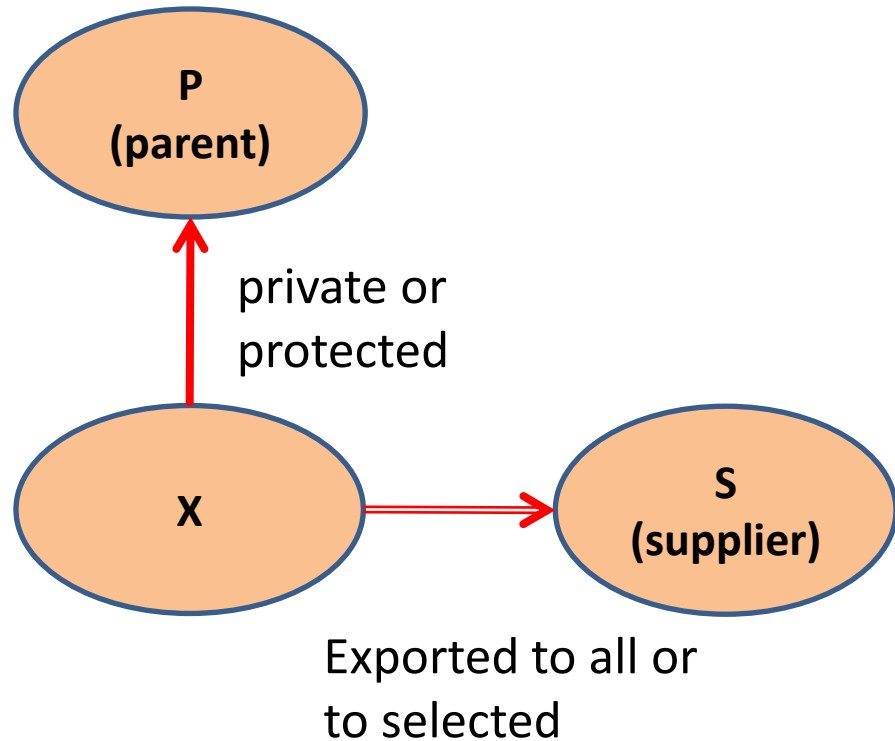 P
(parent)
private or
protected
X
S
(supplier)
Exported to all or
to selected